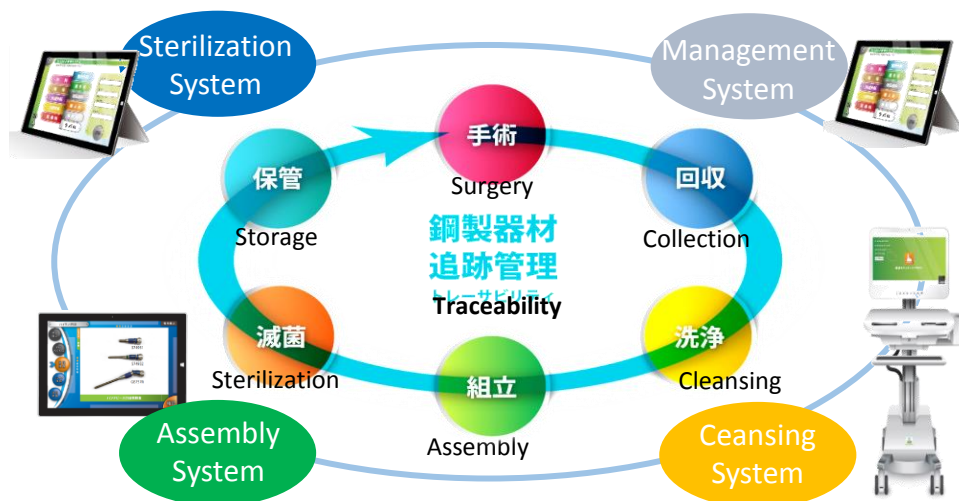 Sterilization
System
Management
System
手術
Surgery
保管
Storage
回収
Collection
鋼製器材
追跡管理
トレーサビリティ
Traceability
滅菌
Sterilization
洗浄
Cleansing
組立
Assembly
Assembly
System
Ceansing
System